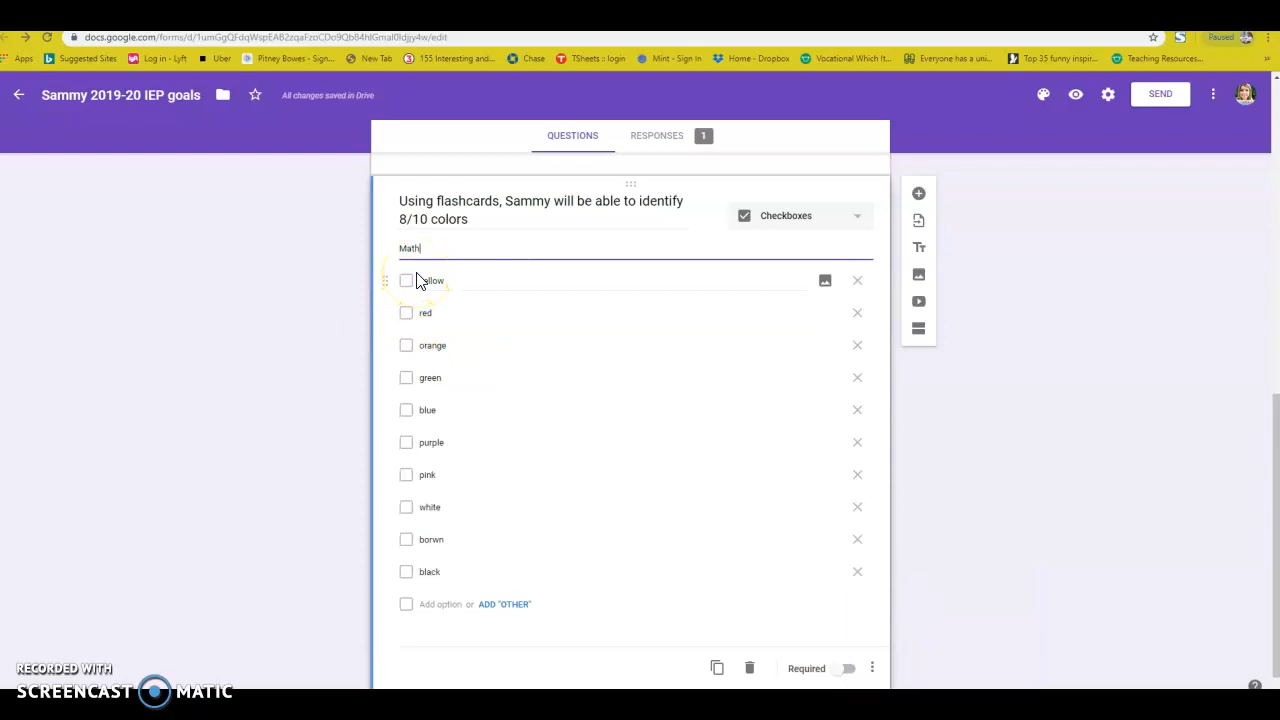 docs.google.com/forms/d/1umGgQFdqWspEA62zqaFzoCDo9Qb84hlGmal0ldjjy4w/edit
Paused
Apps Suggested Sites Log in - Lyft Uber Pitney Bowes - Sign... New Tab 155 Interesting and... Chase TSheets :: login Mint - Sign In Home - Dropbox Vocational Which It... Everyone has a uni... Top 35 funny inspir... Teaching Resources... »
Sammy 2019-20 IEP goals All changes saved in Drive SEND
QUESTIONS RESPONSES 1
Using flashcards, Sammy will be able to identify
8/10 colors
Checkboxes
Math
red
orange
green
blue
purple
pink
white
borwn
black
Add option or ADD "OTHER"
Required
RECORDED WITH
SCREENCAST MATIC